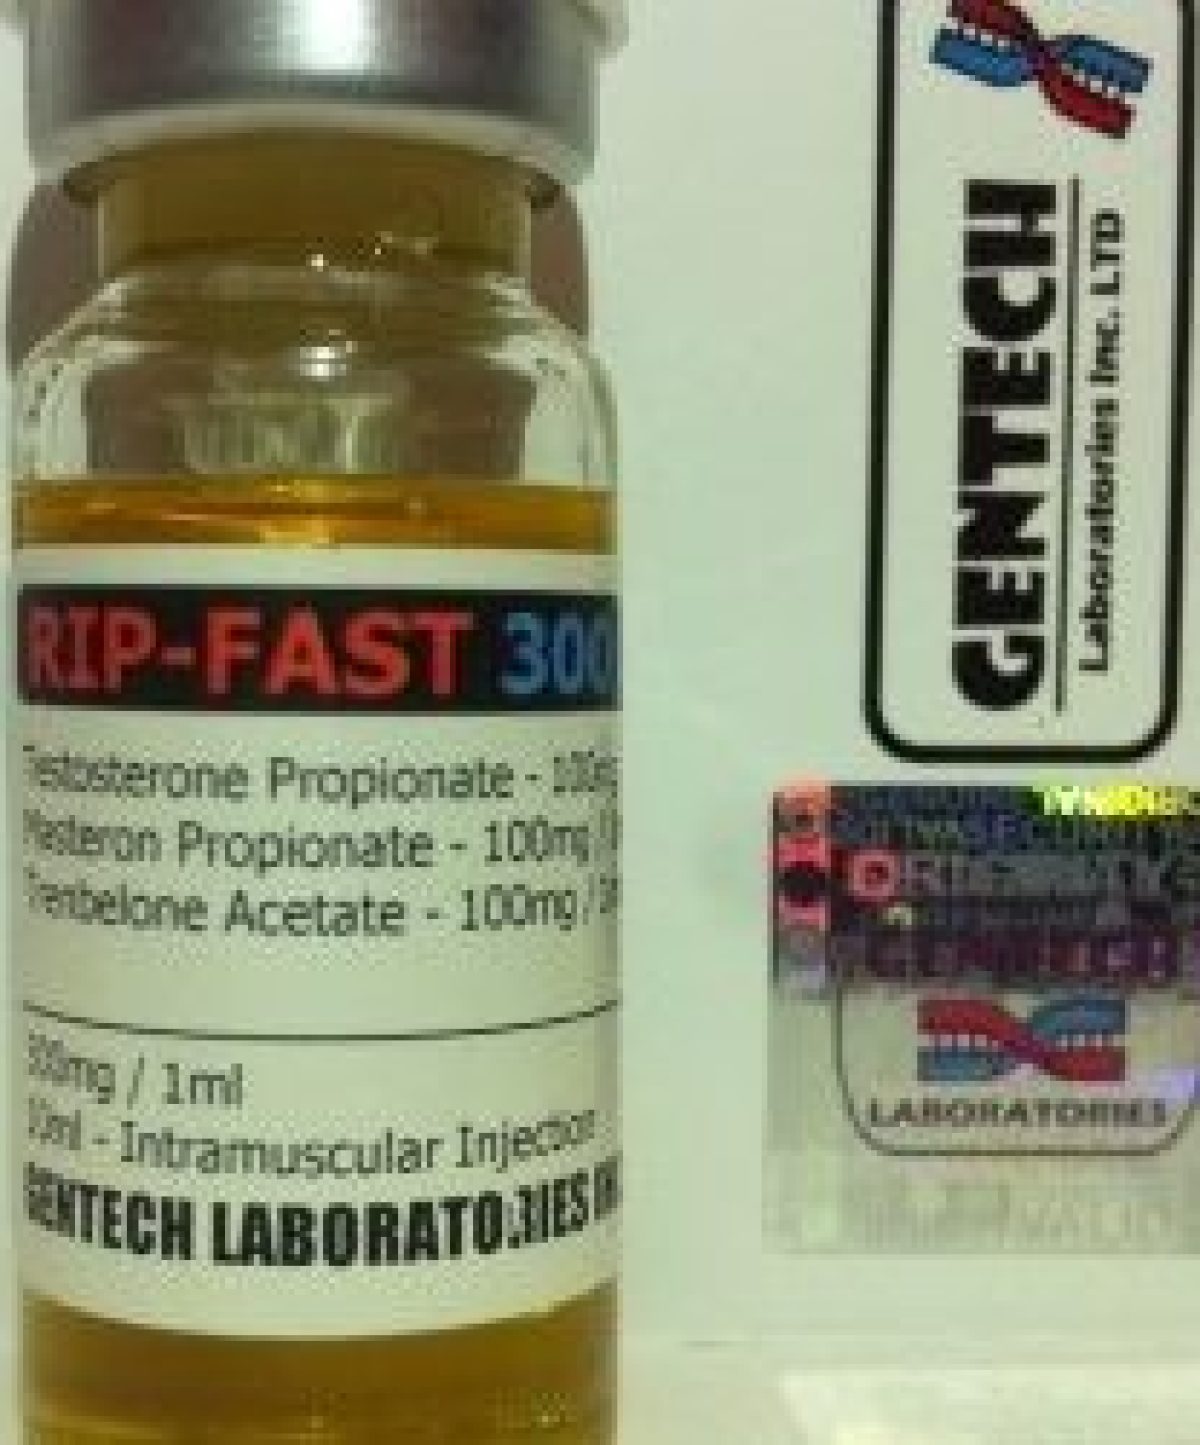 RIP-FAST 300
Testosterone Propionate - 100mg
Masteron Propionate - 100mg /
Trenbelone Acetate - 100mg /
300mg / 1ml
10ml - Intramuscular Injection
GENTECH LABORATORIES
GENTECH
Laboratories Inc. LTD
LABORATORIES